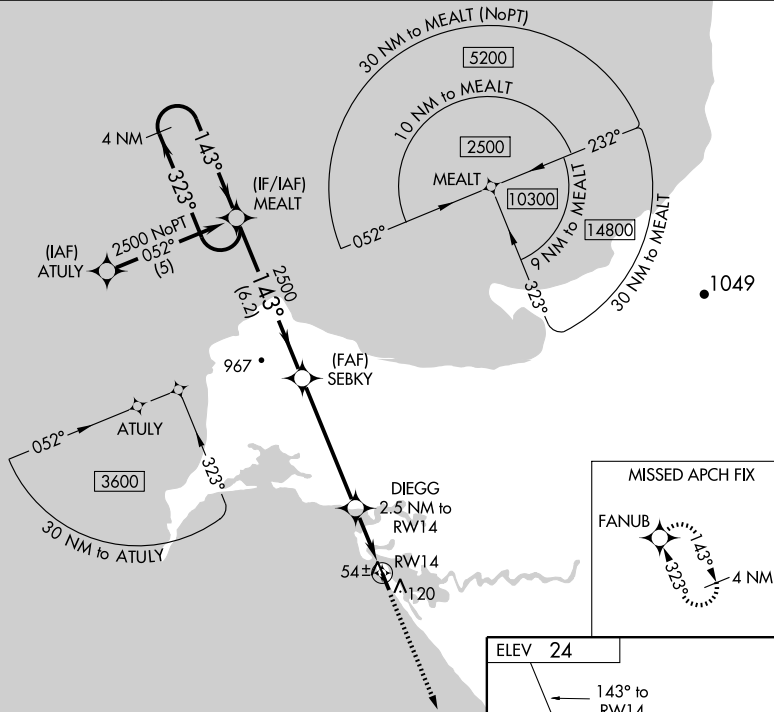 30 NM to MEALT (NoPT)
5200
10 NM to MEALT
2500
232°
MEALT
10300
9 NM to MEALT
14800
30 NM to MEALT
052°
323°
4 NM
143°
323°
(IF/IAF)
MEALT
2500 NoPT
052°
(5)
(IAF)
ATULY
2500
143°
(6.2)
1049
967
(FAF)
SEBKY
052°
ATULY
323°
3600
30 NM to ATULY
DIEGG
2.5 NM to
RW14
RW14
54±
120
MISSED APCH FIX
FANUB
143°
323°
4 NM
ELEV 24
143° to
RW14